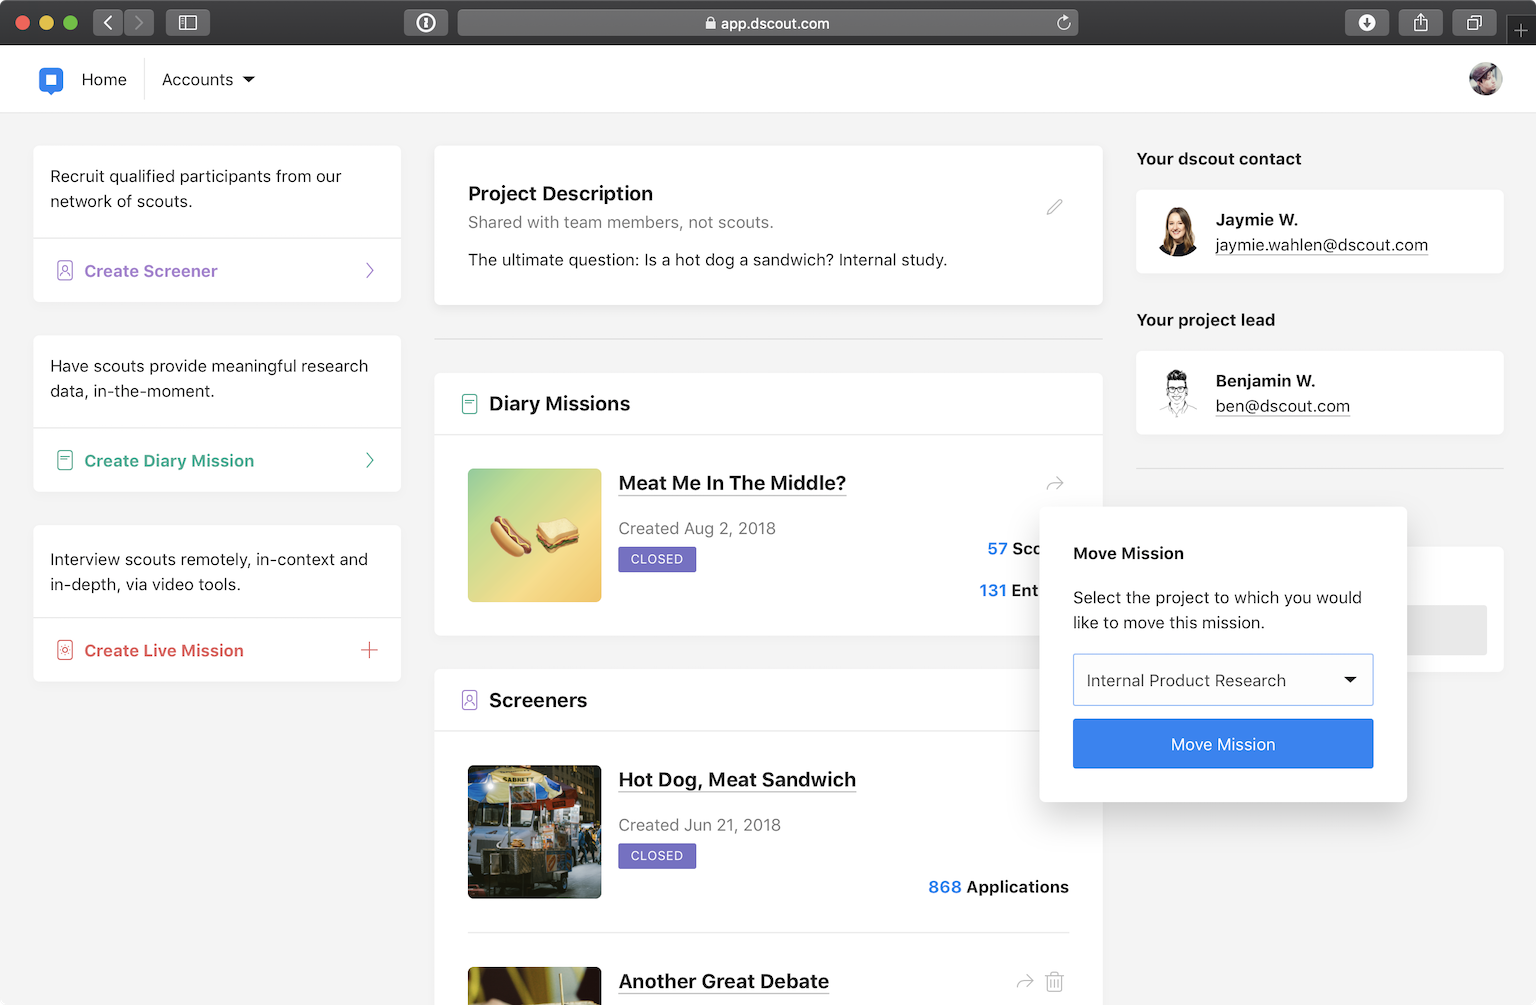 app.dscout.com
Home
Accounts
Recruit qualified participants from our
network of scouts.
Create Screener
Have scouts provide meaningful research
data, in-the-moment.
Create Diary Mission
Interview scouts remotely, in-context and
in-depth, via video tools.
Create Live Mission
Project Description
Shared with team members, not scouts.
The ultimate question: Is a hot dog a sandwich? Internal study.
Diary Missions
Meat Me In The Middle?
Created Aug 2, 2018
CLOSED
57 Sco
131 Ent
Screeners
SABRETT
Hot Dog, Meat Sandwich
Created Jun 21, 2018
CLOSED
868 Applications
Another Great Debate
Your dscout contact
Jaymie W.
jaymie.wahlen@dscout.com
Your project lead
Benjamin W.
ben@dscout.com
Move Mission
Select the project to which you would
like to move this mission.
Internal Product Research
Move Mission